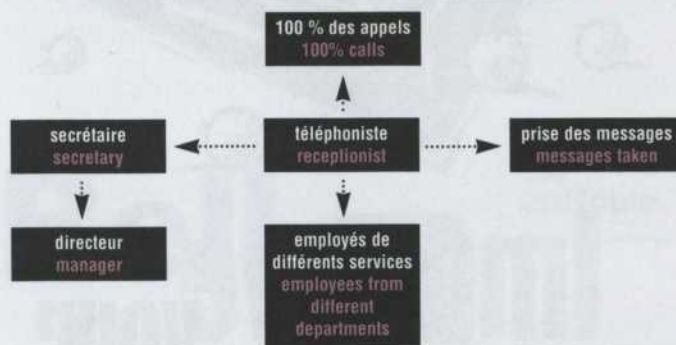 100 % des appels
100% calls
secrétaire
secretary
téléphoniste
receptionist
prise des messages
messages taken
directeur
manager
employés de
différents services
employees from
different
departments